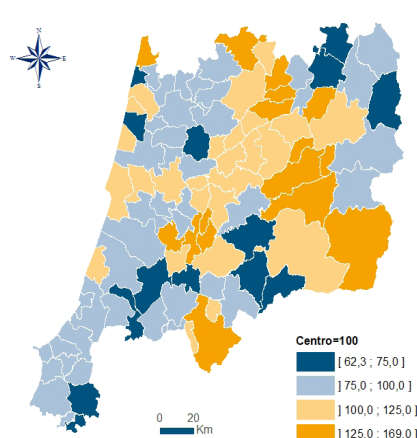 N
W E
S
Centro=100
[ 62,3 ; 75,0 ]
] 75,0 ; 100,0 ]
] 100,0 ; 125,0 ]
] 125,0 ; 169,0 ]
0 20
Km